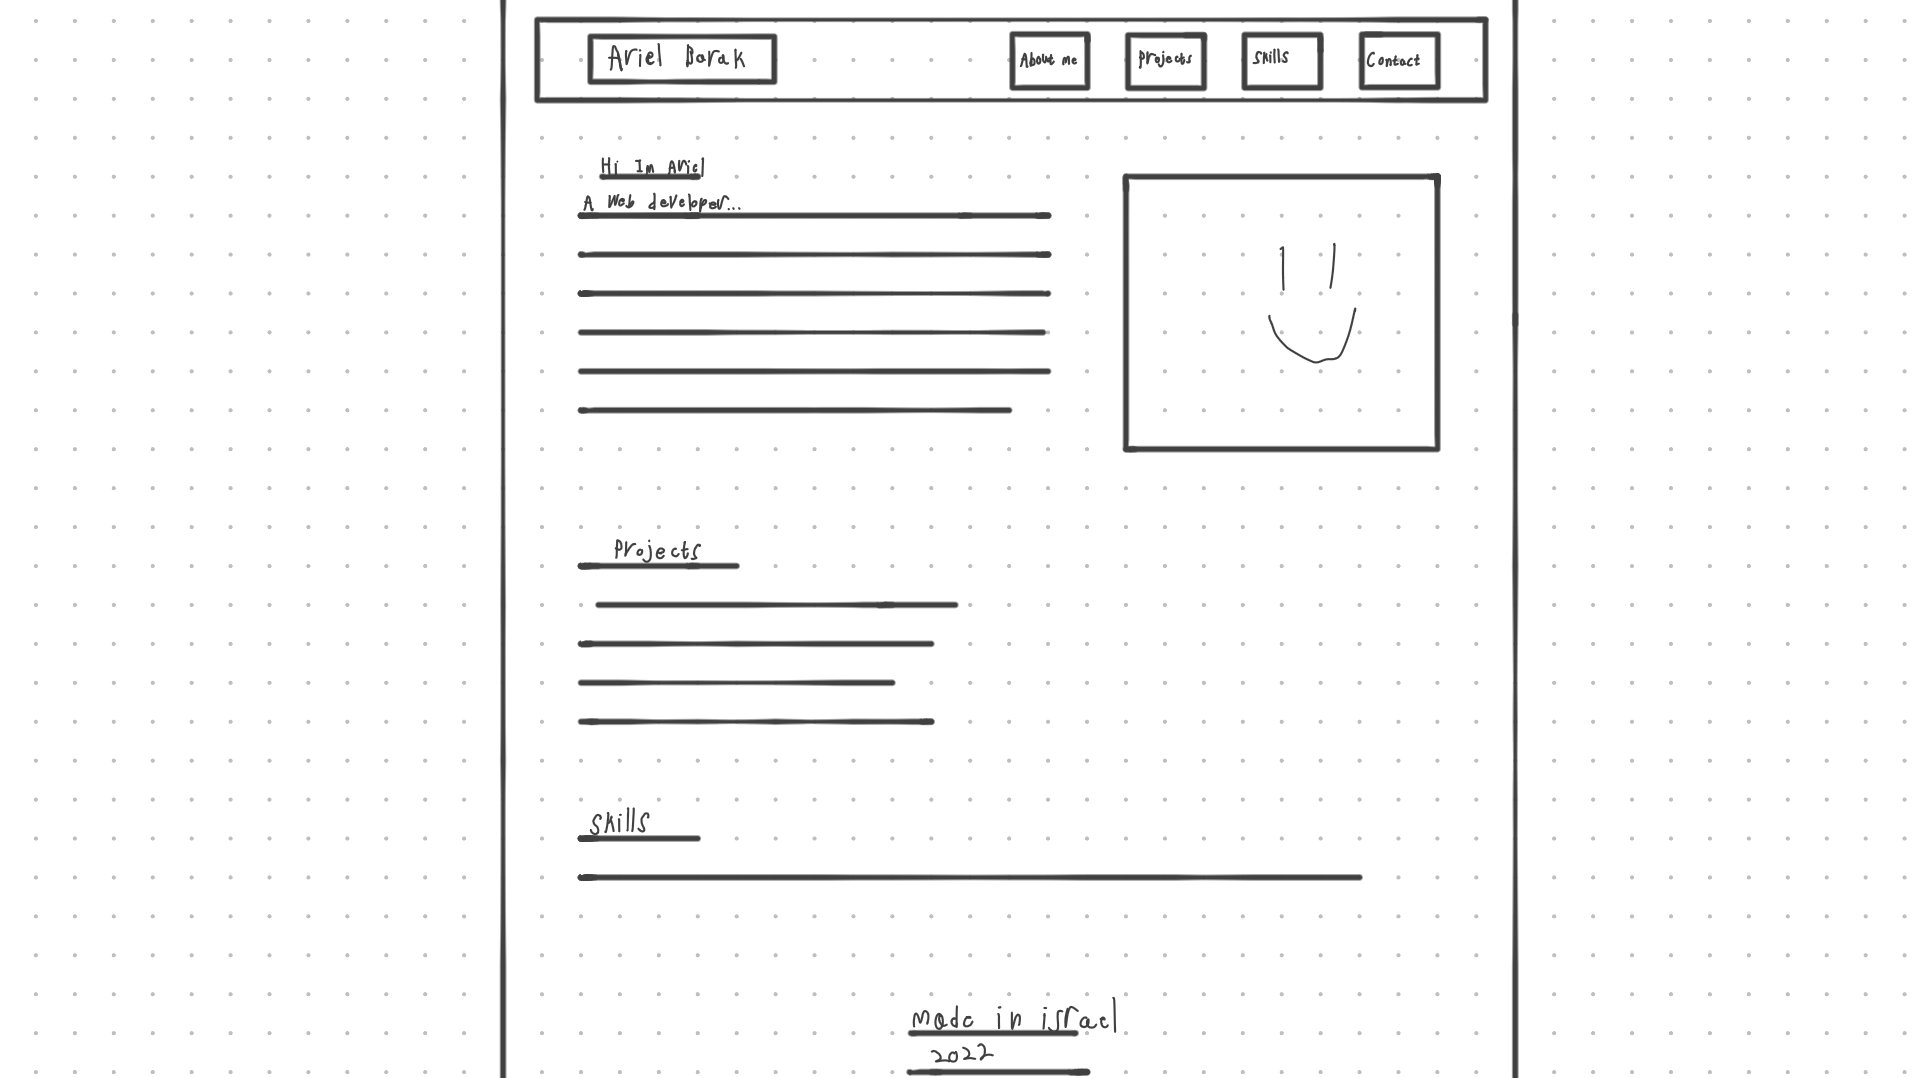 Ariel Barak
About me
Projects
Skills
Contact
Hi Im Ariel
A Web developer...
Projects
Skills
made in israel
2022